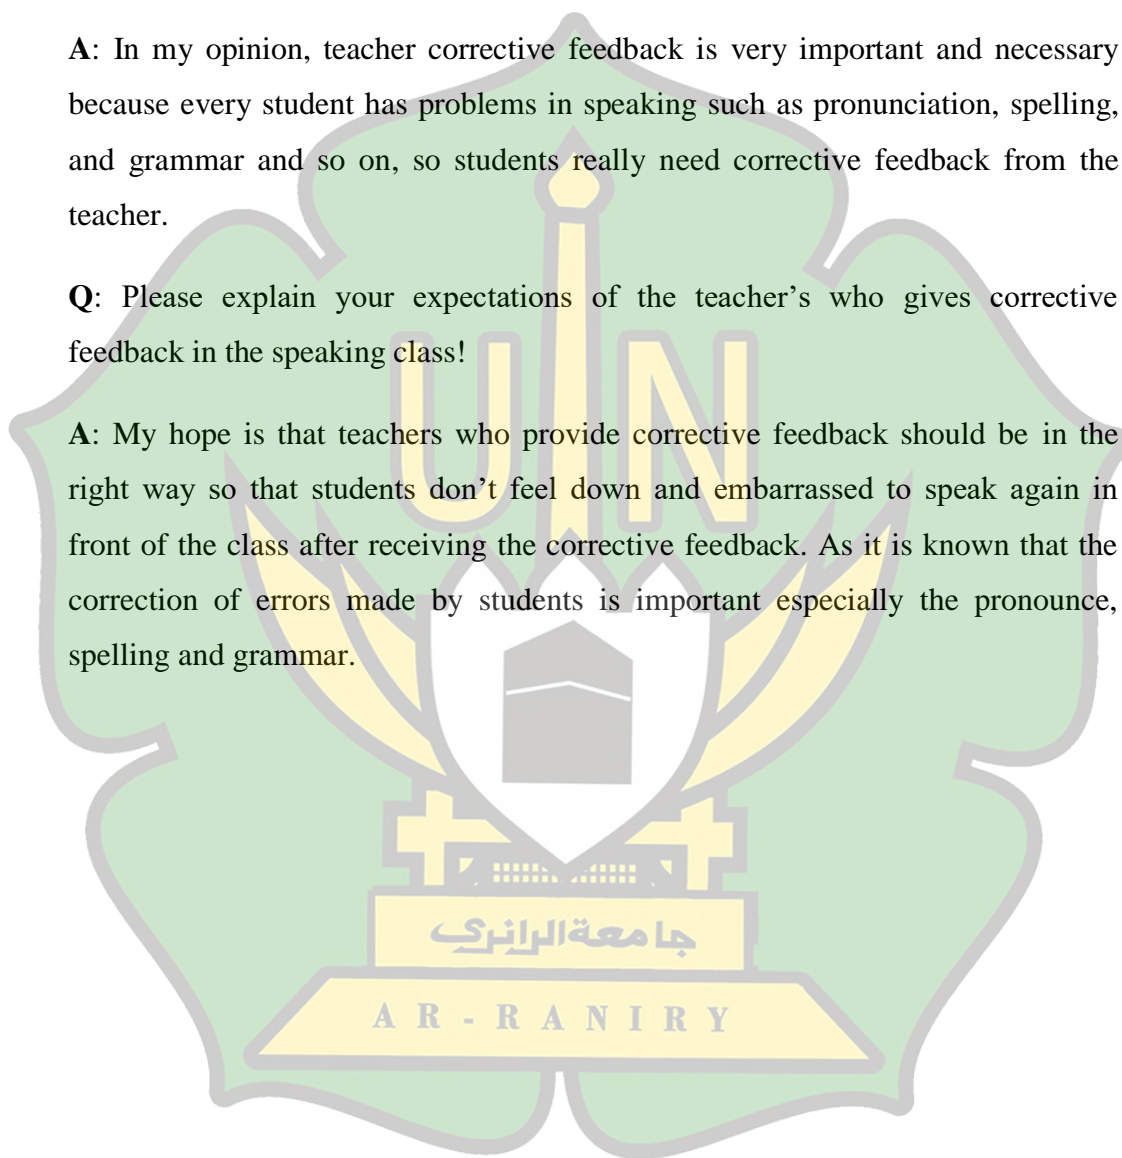 A: In my opinion, teacher corrective feedback is very important and necessary
because every student has problems in speaking such as pronunciation, spelling,
and grammar and so on, so students really need corrective feedback from the
teacher.
Q: Please explain your expectations of the teacher’s who gives corrective
feedback in the speaking class!
A: My hope is that teachers who provide corrective feedback should be in the
right way so that students don’t feel down and embarrassed to speak again in
front of the class after receiving the corrective feedback. As it is known that the
correction of errors made by students is important especially the pronounce,
spelling and grammar.
UIN
جامعة الرانري
AR-RANIRY